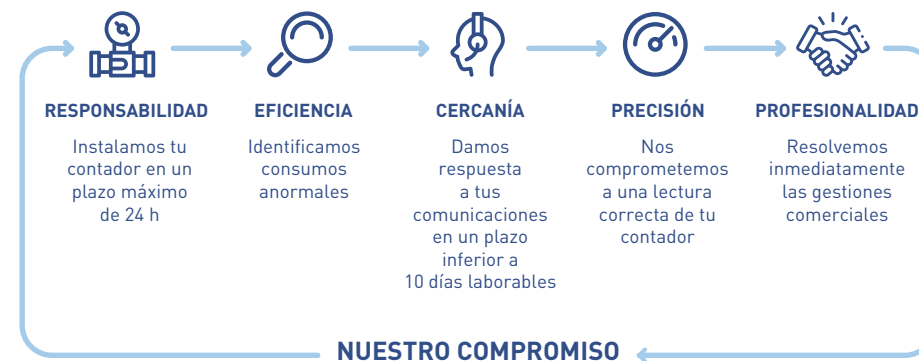 RESPONSABILIDAD
Instalamos tu
contador en un
plazo máximo
de 24 h
EFICIENCIA
Identificamos
consumos
anormales
CERCANÍA
Damos
respuesta
a tus
comunicaciones
en un plazo
inferior a
10 días laborables
PRECISIÓN
Nos
comprometemos
a una lectura
correcta de tu
contador
PROFESIONALIDAD
Resolvemos
inmediatamente
las gestiones
comerciales
NUESTRO COMPROMISO